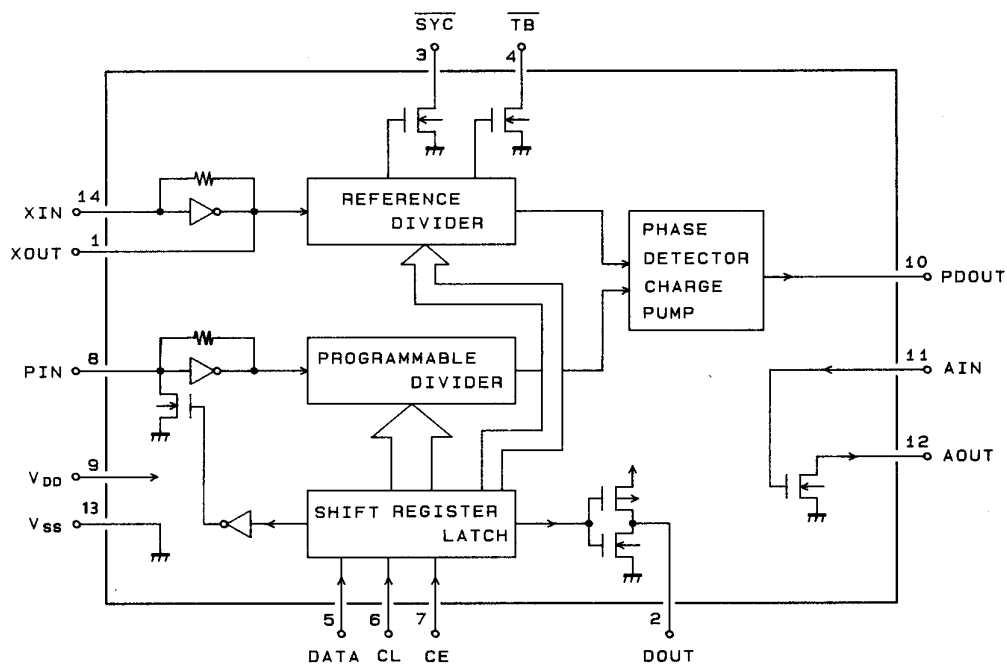 SYC TB
3 4
14
XIN
1
XOUT
REFERENCE
DIVIDER
PHASE
DETECTOR
CHARGE
PUMP
10
PDOUT
8
PIN
PROGRAMMABLE
DIVIDER
11
AIN
12
AOUT
9
VDD
13
VSS
SHIFT REGISTER
LATCH
5 6 7 2
DATA CL CE DOUT